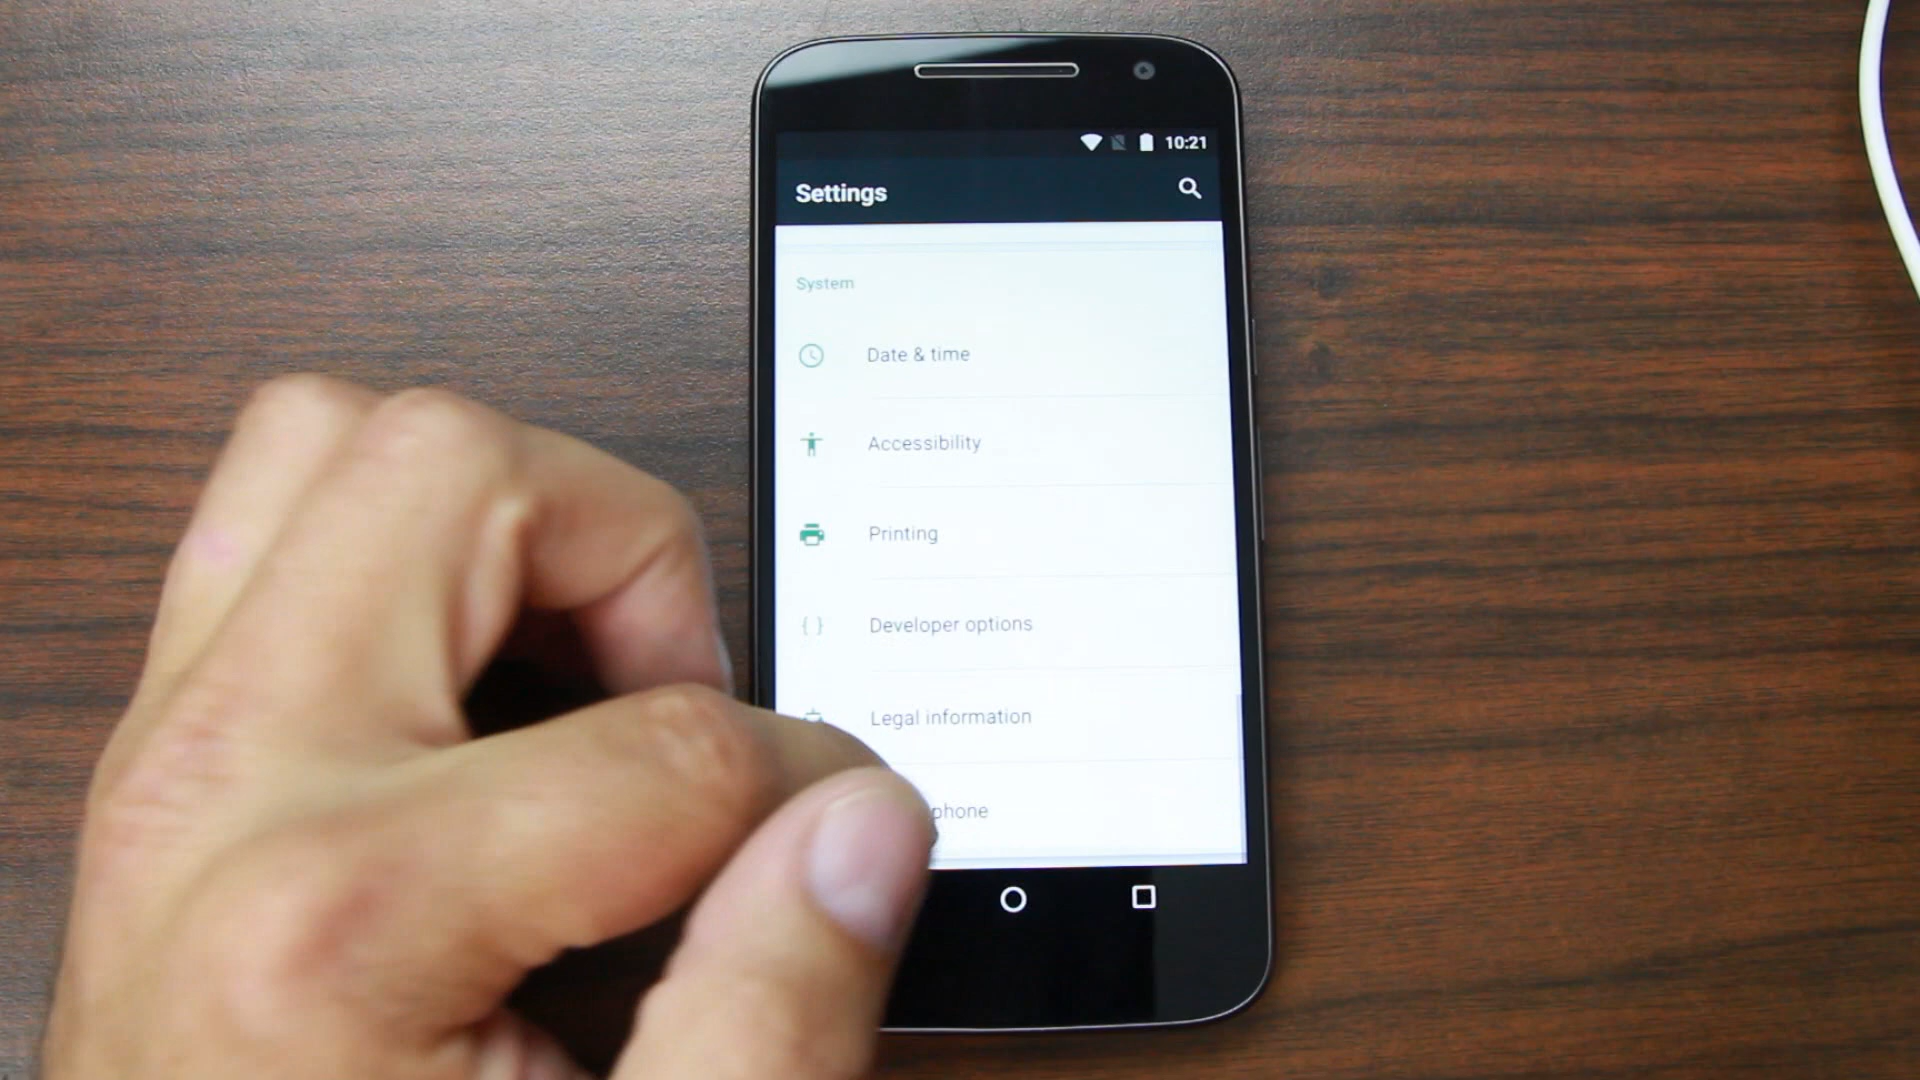 10:21
Settings
System
Date & time
Accessibility
Printing
{ } Developer options
Legal information
phone